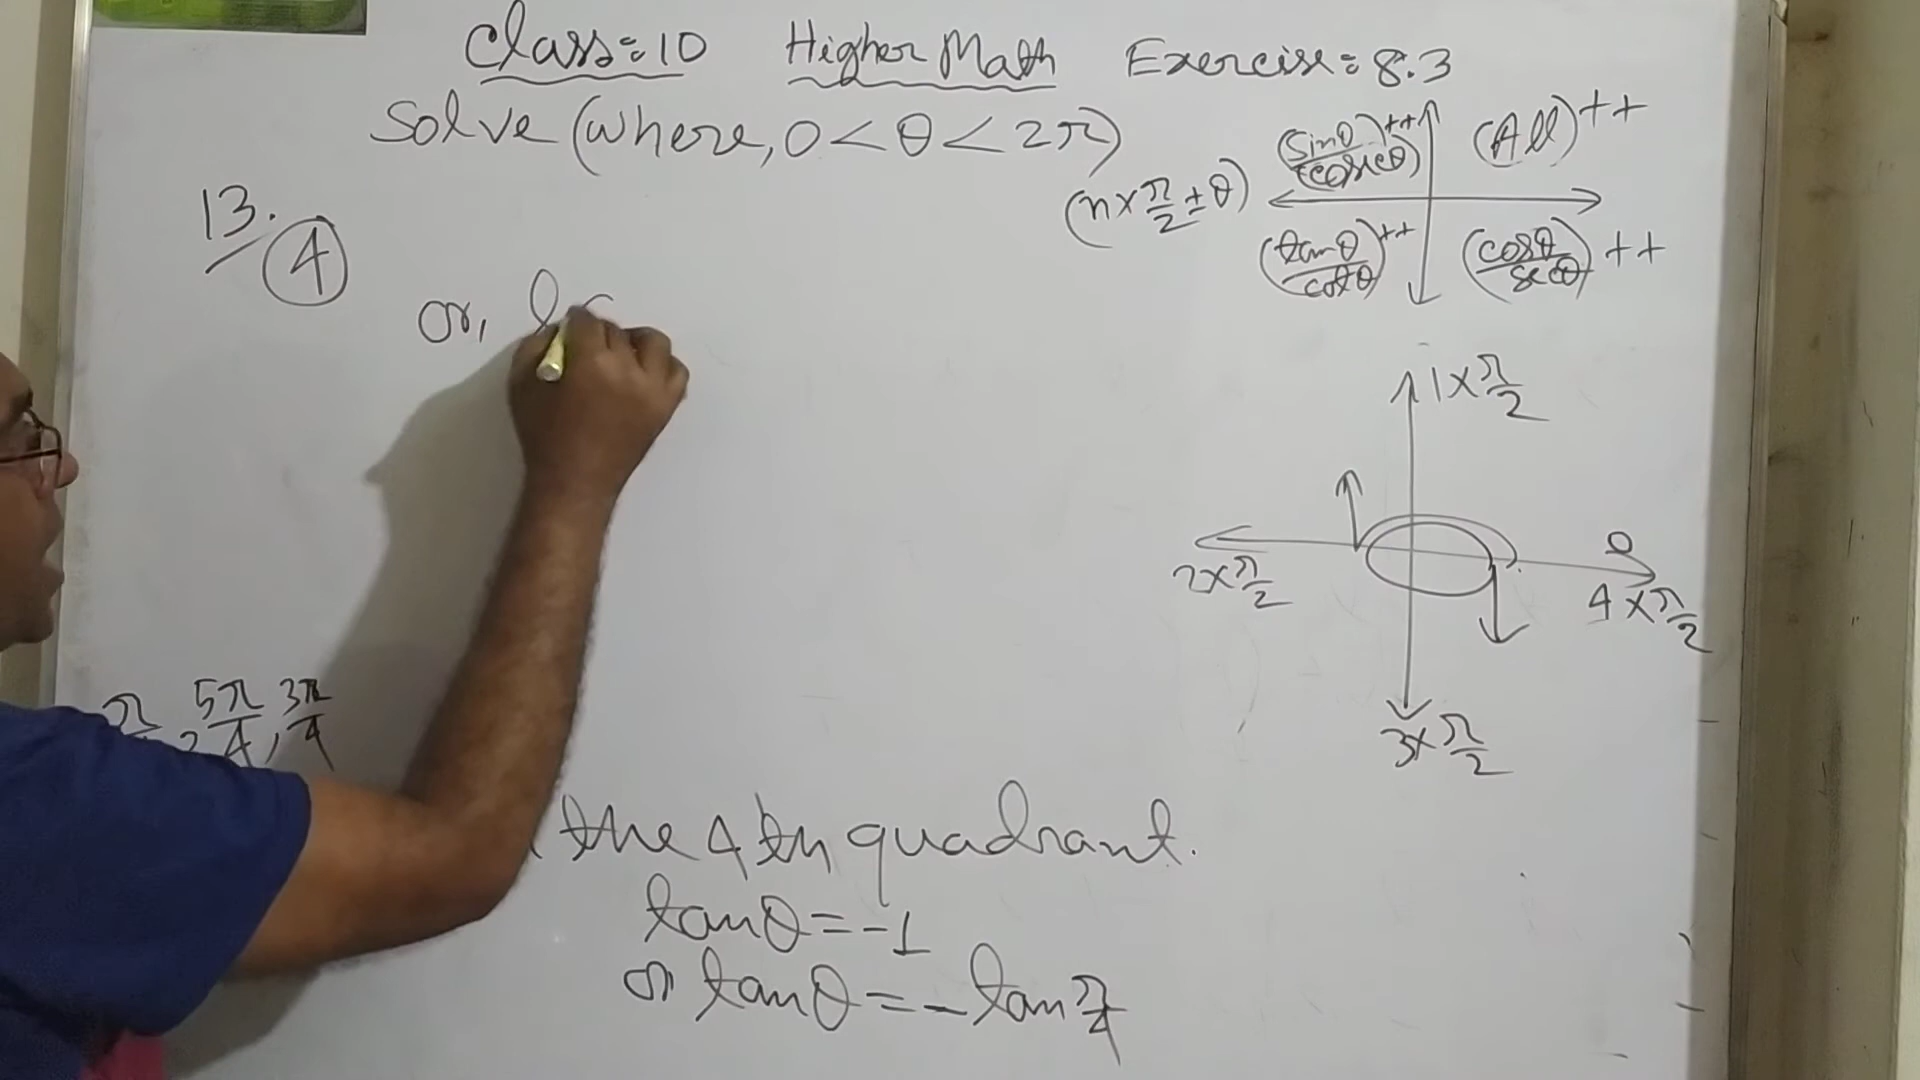 Class=10 Higher Math Exercise=8.3
Solve (where, 0<θ<2π)
13. 4
(sinθ/cosecθ)++ (All)++
(n×π/2±θ)
(tanθ/cotθ)++ (cosθ/secθ)++
or,
1×π/2
0
2×π/2
4×π/2
3×π/2
5π/4, 3π/4
the 4th quadrant.
tanθ=-1
or tanθ=-tanπ/4